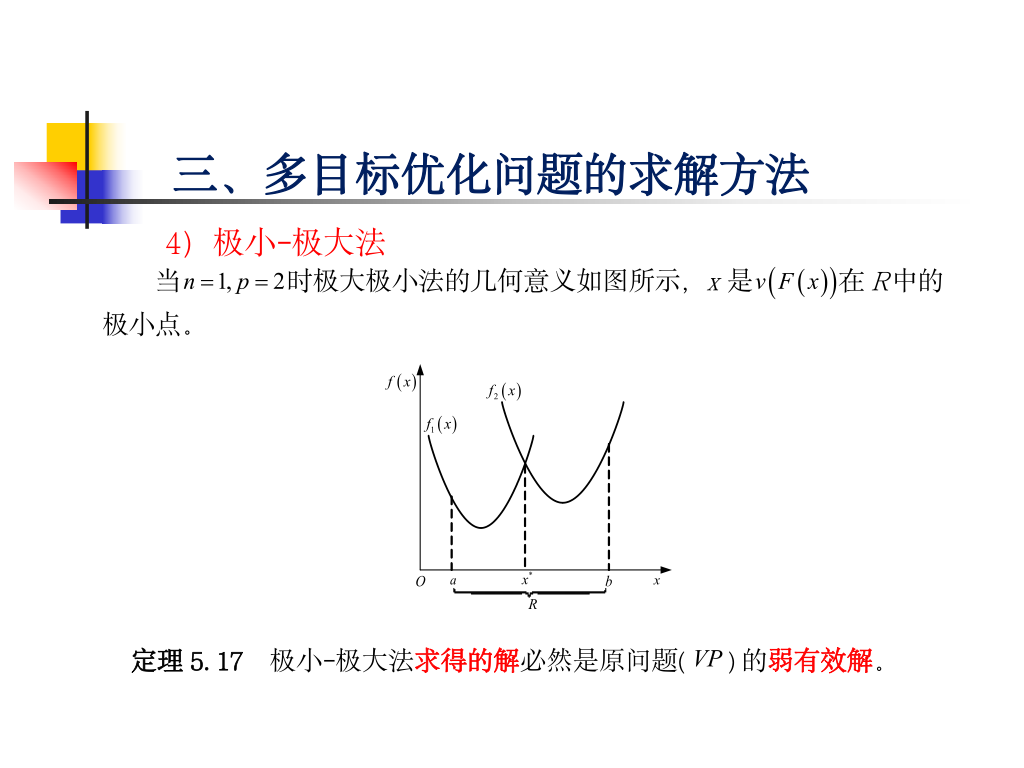 三、多目标优化问题的求解方法
4) 极小-极大法
当n=1, p=2时极大极小法的几何意义如图所示, x 是v(F(x))在 R中的
极小点.
f(x)
f₂(x)
f₁(x)
O a x* b x
R
定理 5.17 极小-极大法求得的解必然是原问题(VP)的弱有效解。